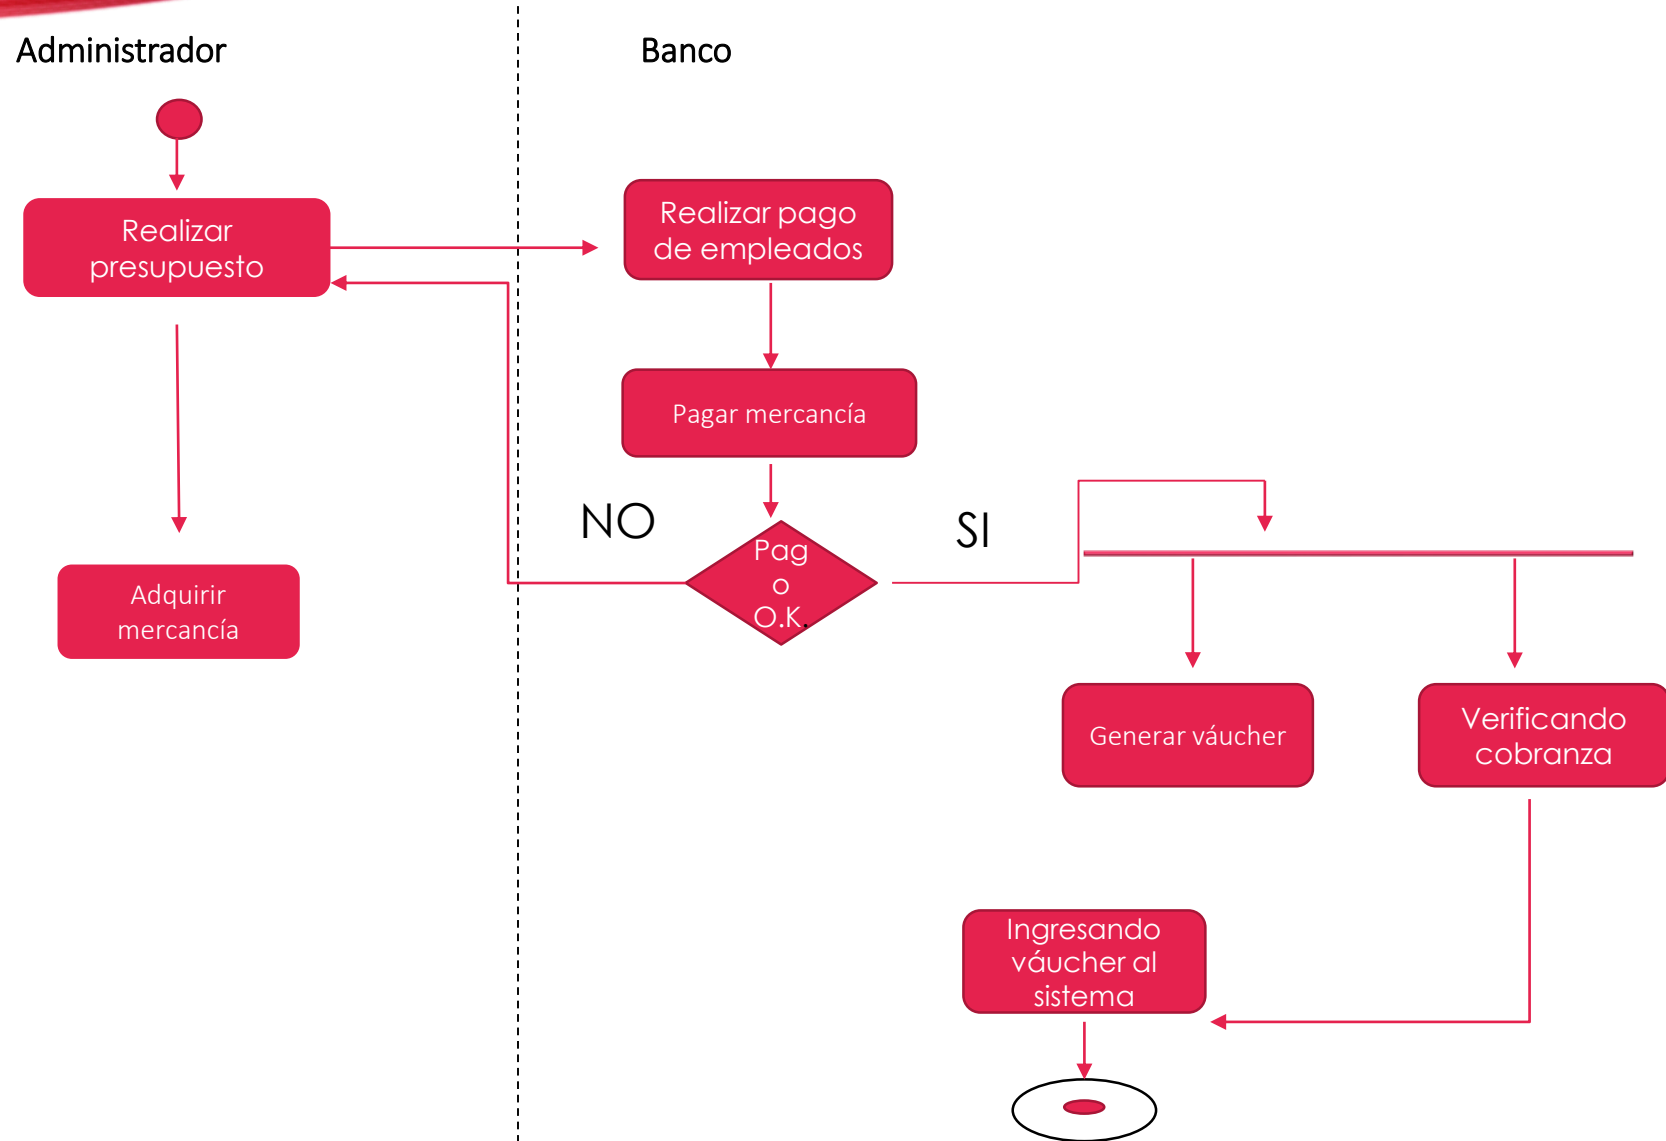 Administrador
Banco
Realizar
presupuesto
Realizar pago
de empleados
Pagar mercancía
NO
SI
Pag
o
O.K.
Adquirir
mercancía
Generar váucher
Verificando
cobranza
Ingresando
váucher al
sistema